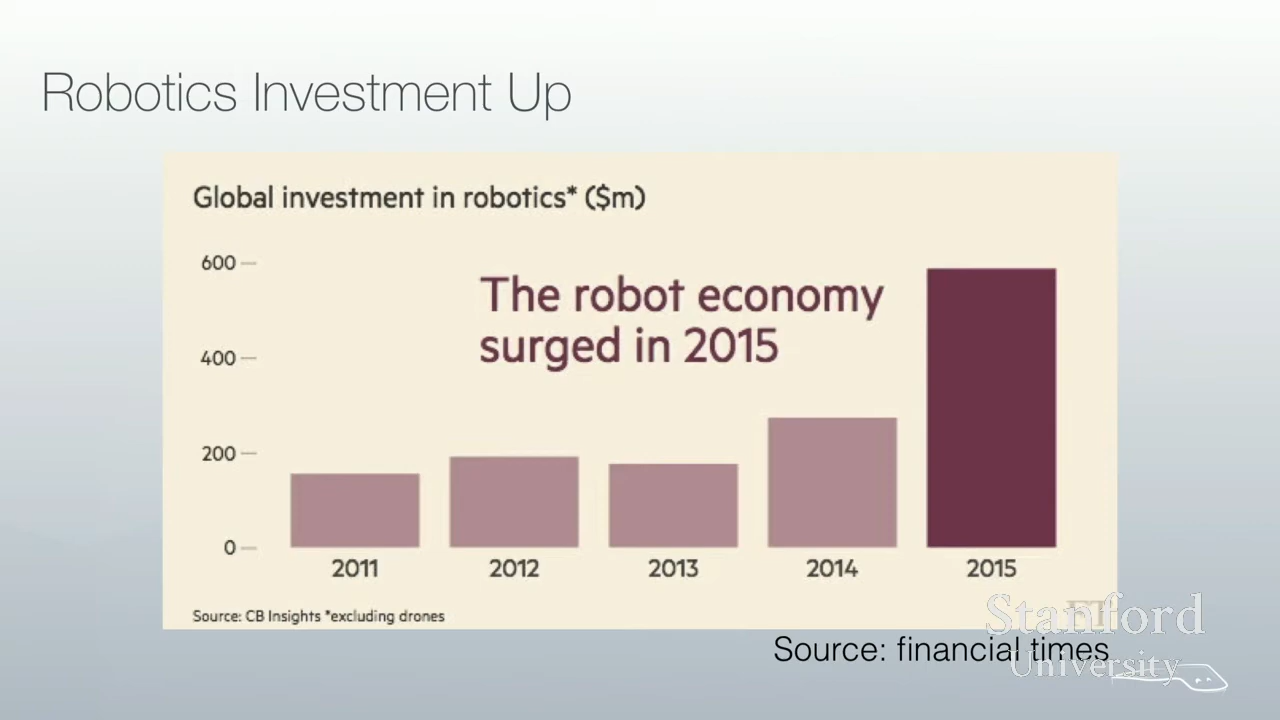 Robotics Investment Up
Global investment in robotics* ($m)
600
The robot economy
surged in 2015
400
200
0
2011 2012 2013 2014 2015
Source: CB Insights *excluding drones
FT
Stanford
University
Source: financial times